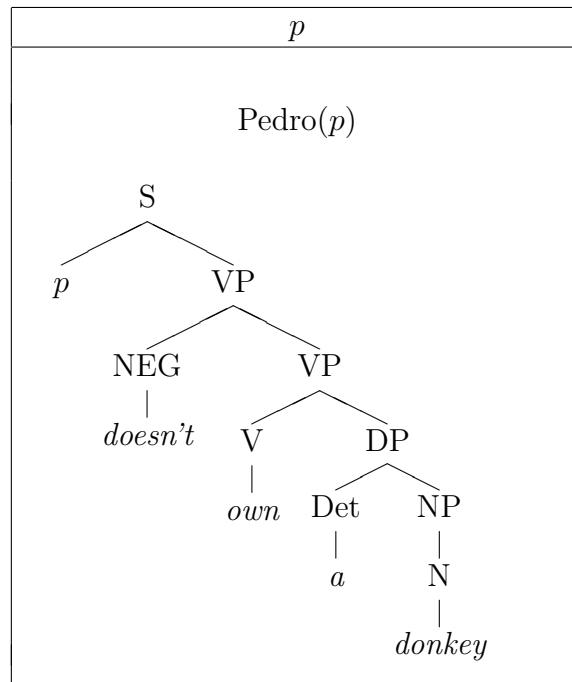 p
Pedro(p)
S
p VP
NEG VP
doesn't V DP
own Det NP
a N
donkey